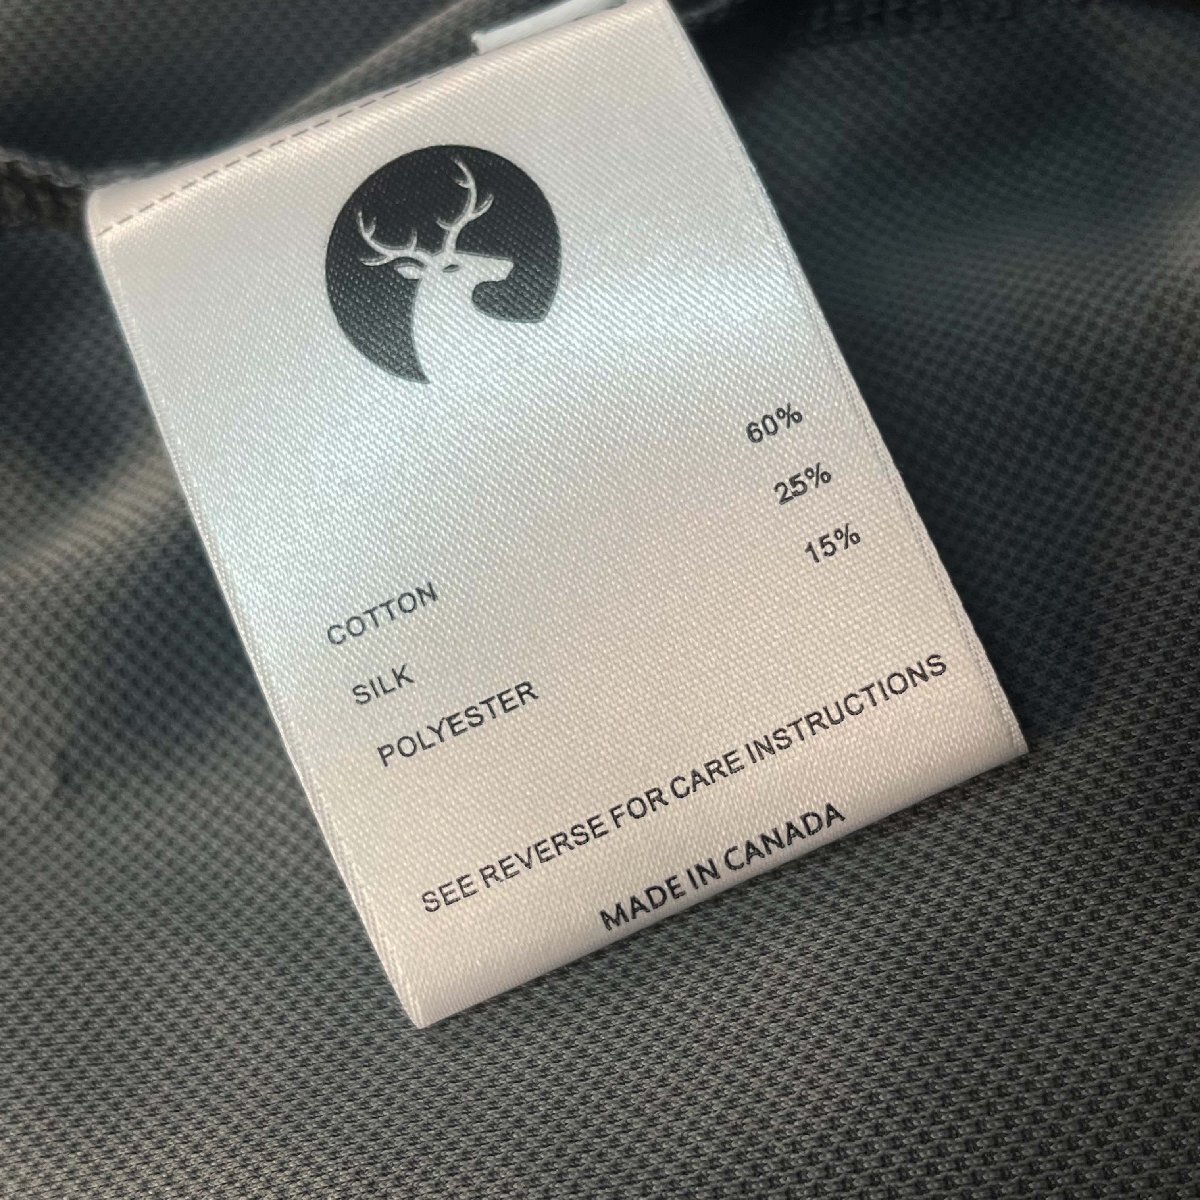 COTTON 60%
SILK 25%
POLYESTER 15%
SEE REVERSE FOR CARE INSTRUCTIONS
MADE IN CANADA